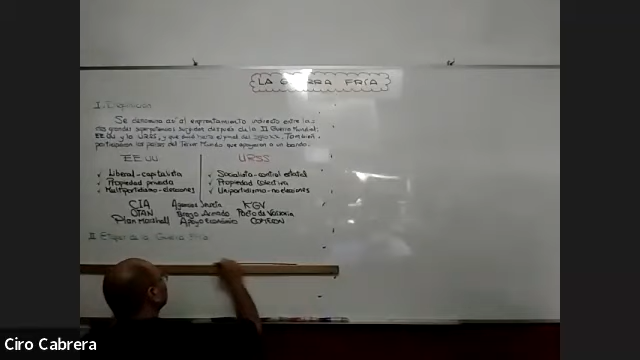 LA GUERRA FRÍA
I. Definición
Se denomina así al enfrentamiento indirecto entre las
dos grandes superpotencias surgidas después de la II Guerra Mundial:
EE.UU. y la URSS, y que duró hasta el final del siglo XX. También
participaron los países del Tercer Mundo que apoyaron a un bando.
EE UU URSS
✓ Liberal - capitalista ✓ Socialista - control estatal
✓ Propiedad privada ✓ Propiedad colectiva
✓ Multipartidismo - elecciones ✓ Unipartidismo - no elecciones
CIA Agencia KGV
OTAN Brazo Armado Pacto de Varsovia
Plan Marshall Apoyo Económico COMECON
II. Etapas de la Guerra Fría
Ciro Cabrera